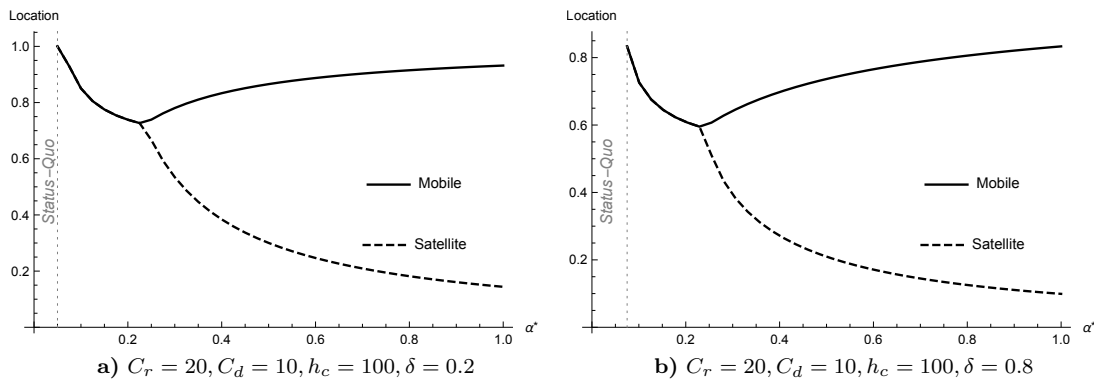 Location
1.0
0.8
0.6
0.4
0.2
Status-Quo
Mobile
Satellite
0.2 0.4 0.6 0.8 1.0 α*
a) C_r = 20, C_d = 10, h_c = 100, δ = 0.2
Location
0.8
0.6
0.4
0.2
Status-Quo
Mobile
Satellite
0.2 0.4 0.6 0.8 1.0 α*
b) C_r = 20, C_d = 10, h_c = 100, δ = 0.8